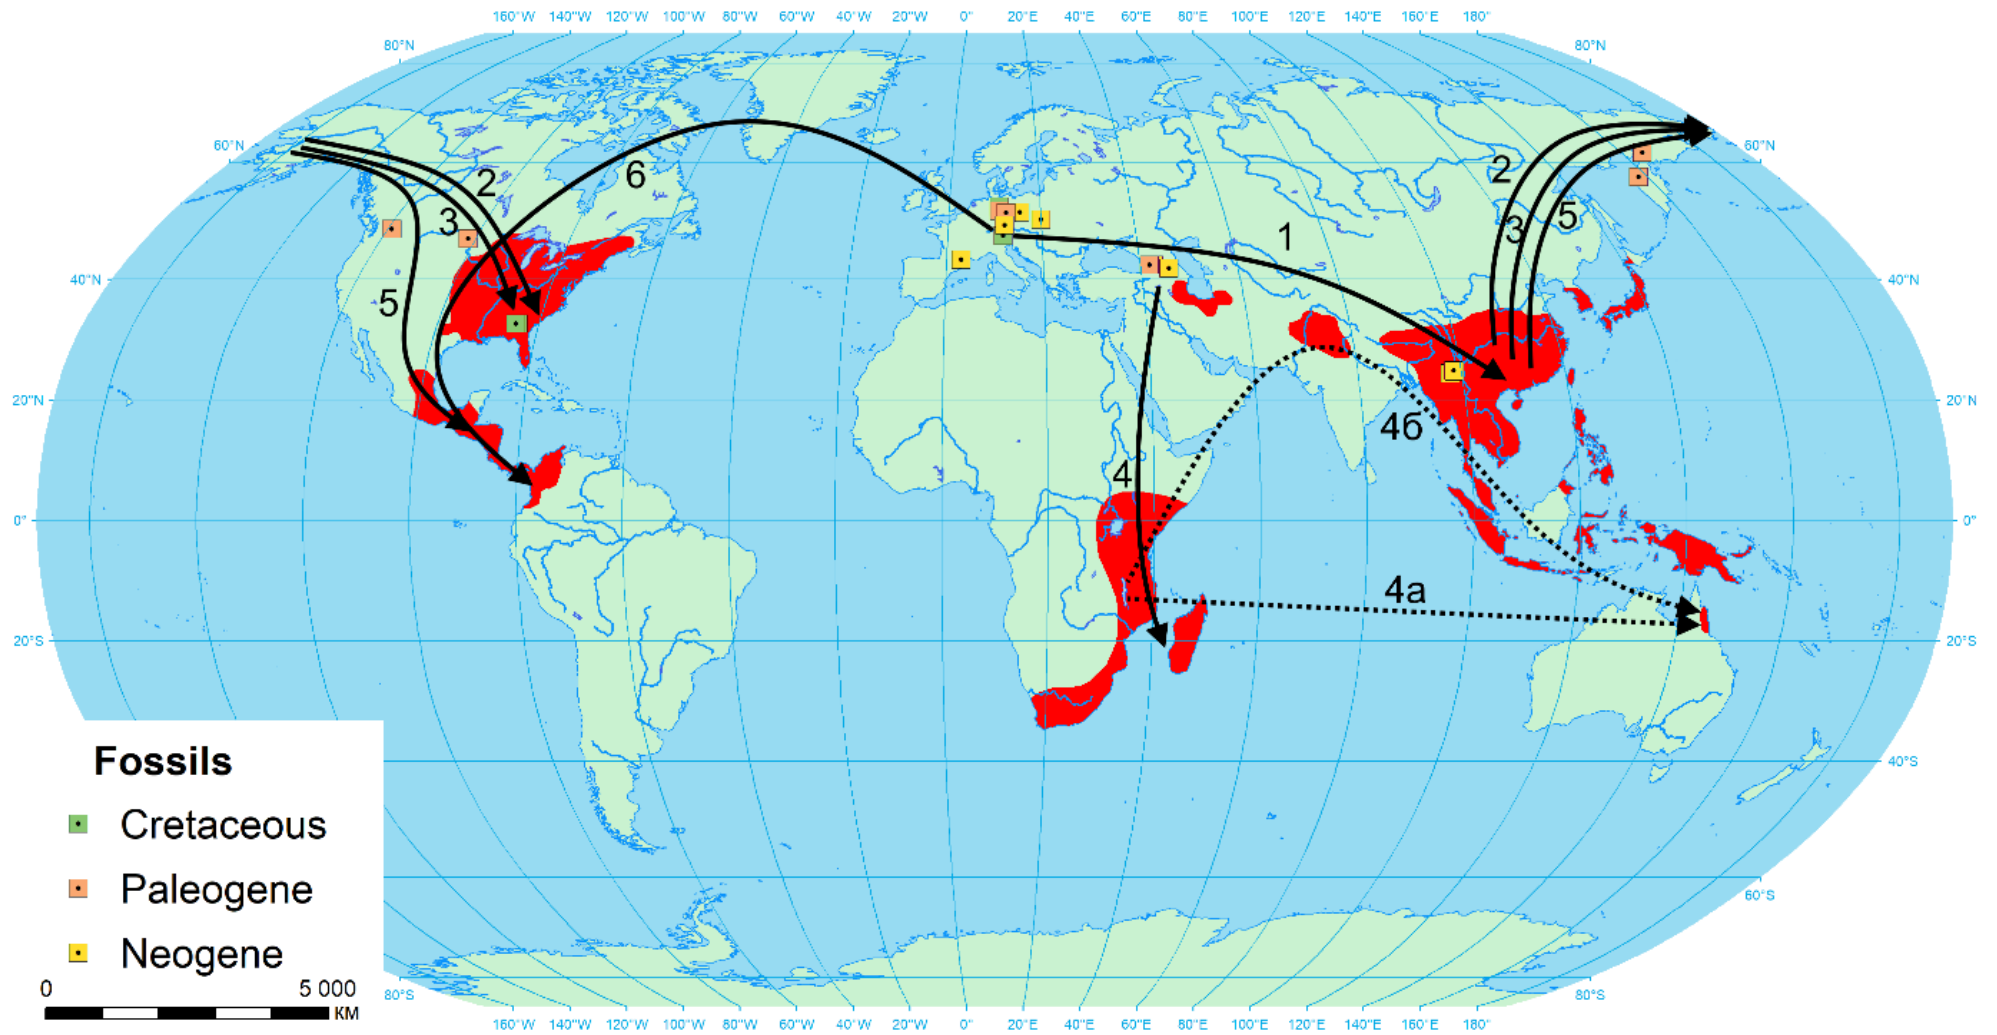 160°W 140°W 120°W 100°W 80°W 60°W 40°W 20°W 0° 20°E 40°E 60°E 80°E 100°E 120°E 140°E 160°E 180°
80°N 80°N
60°N 60°N
2 6 2
3 5
3 1
40°N 40°N
5
20°N 20°N
4б
4
0° 0°
4а
20°S 20°S
40°S
Fossils
Cretaceous
Paleogene
60°S
Neogene
0 5 000
КМ
80°S 80°S
160°W 140°W 120°W 100°W 80°W 60°W 40°W 20°W 0° 20°E 40°E 60°E 80°E 100°E 120°E 140°E 160°E 180°